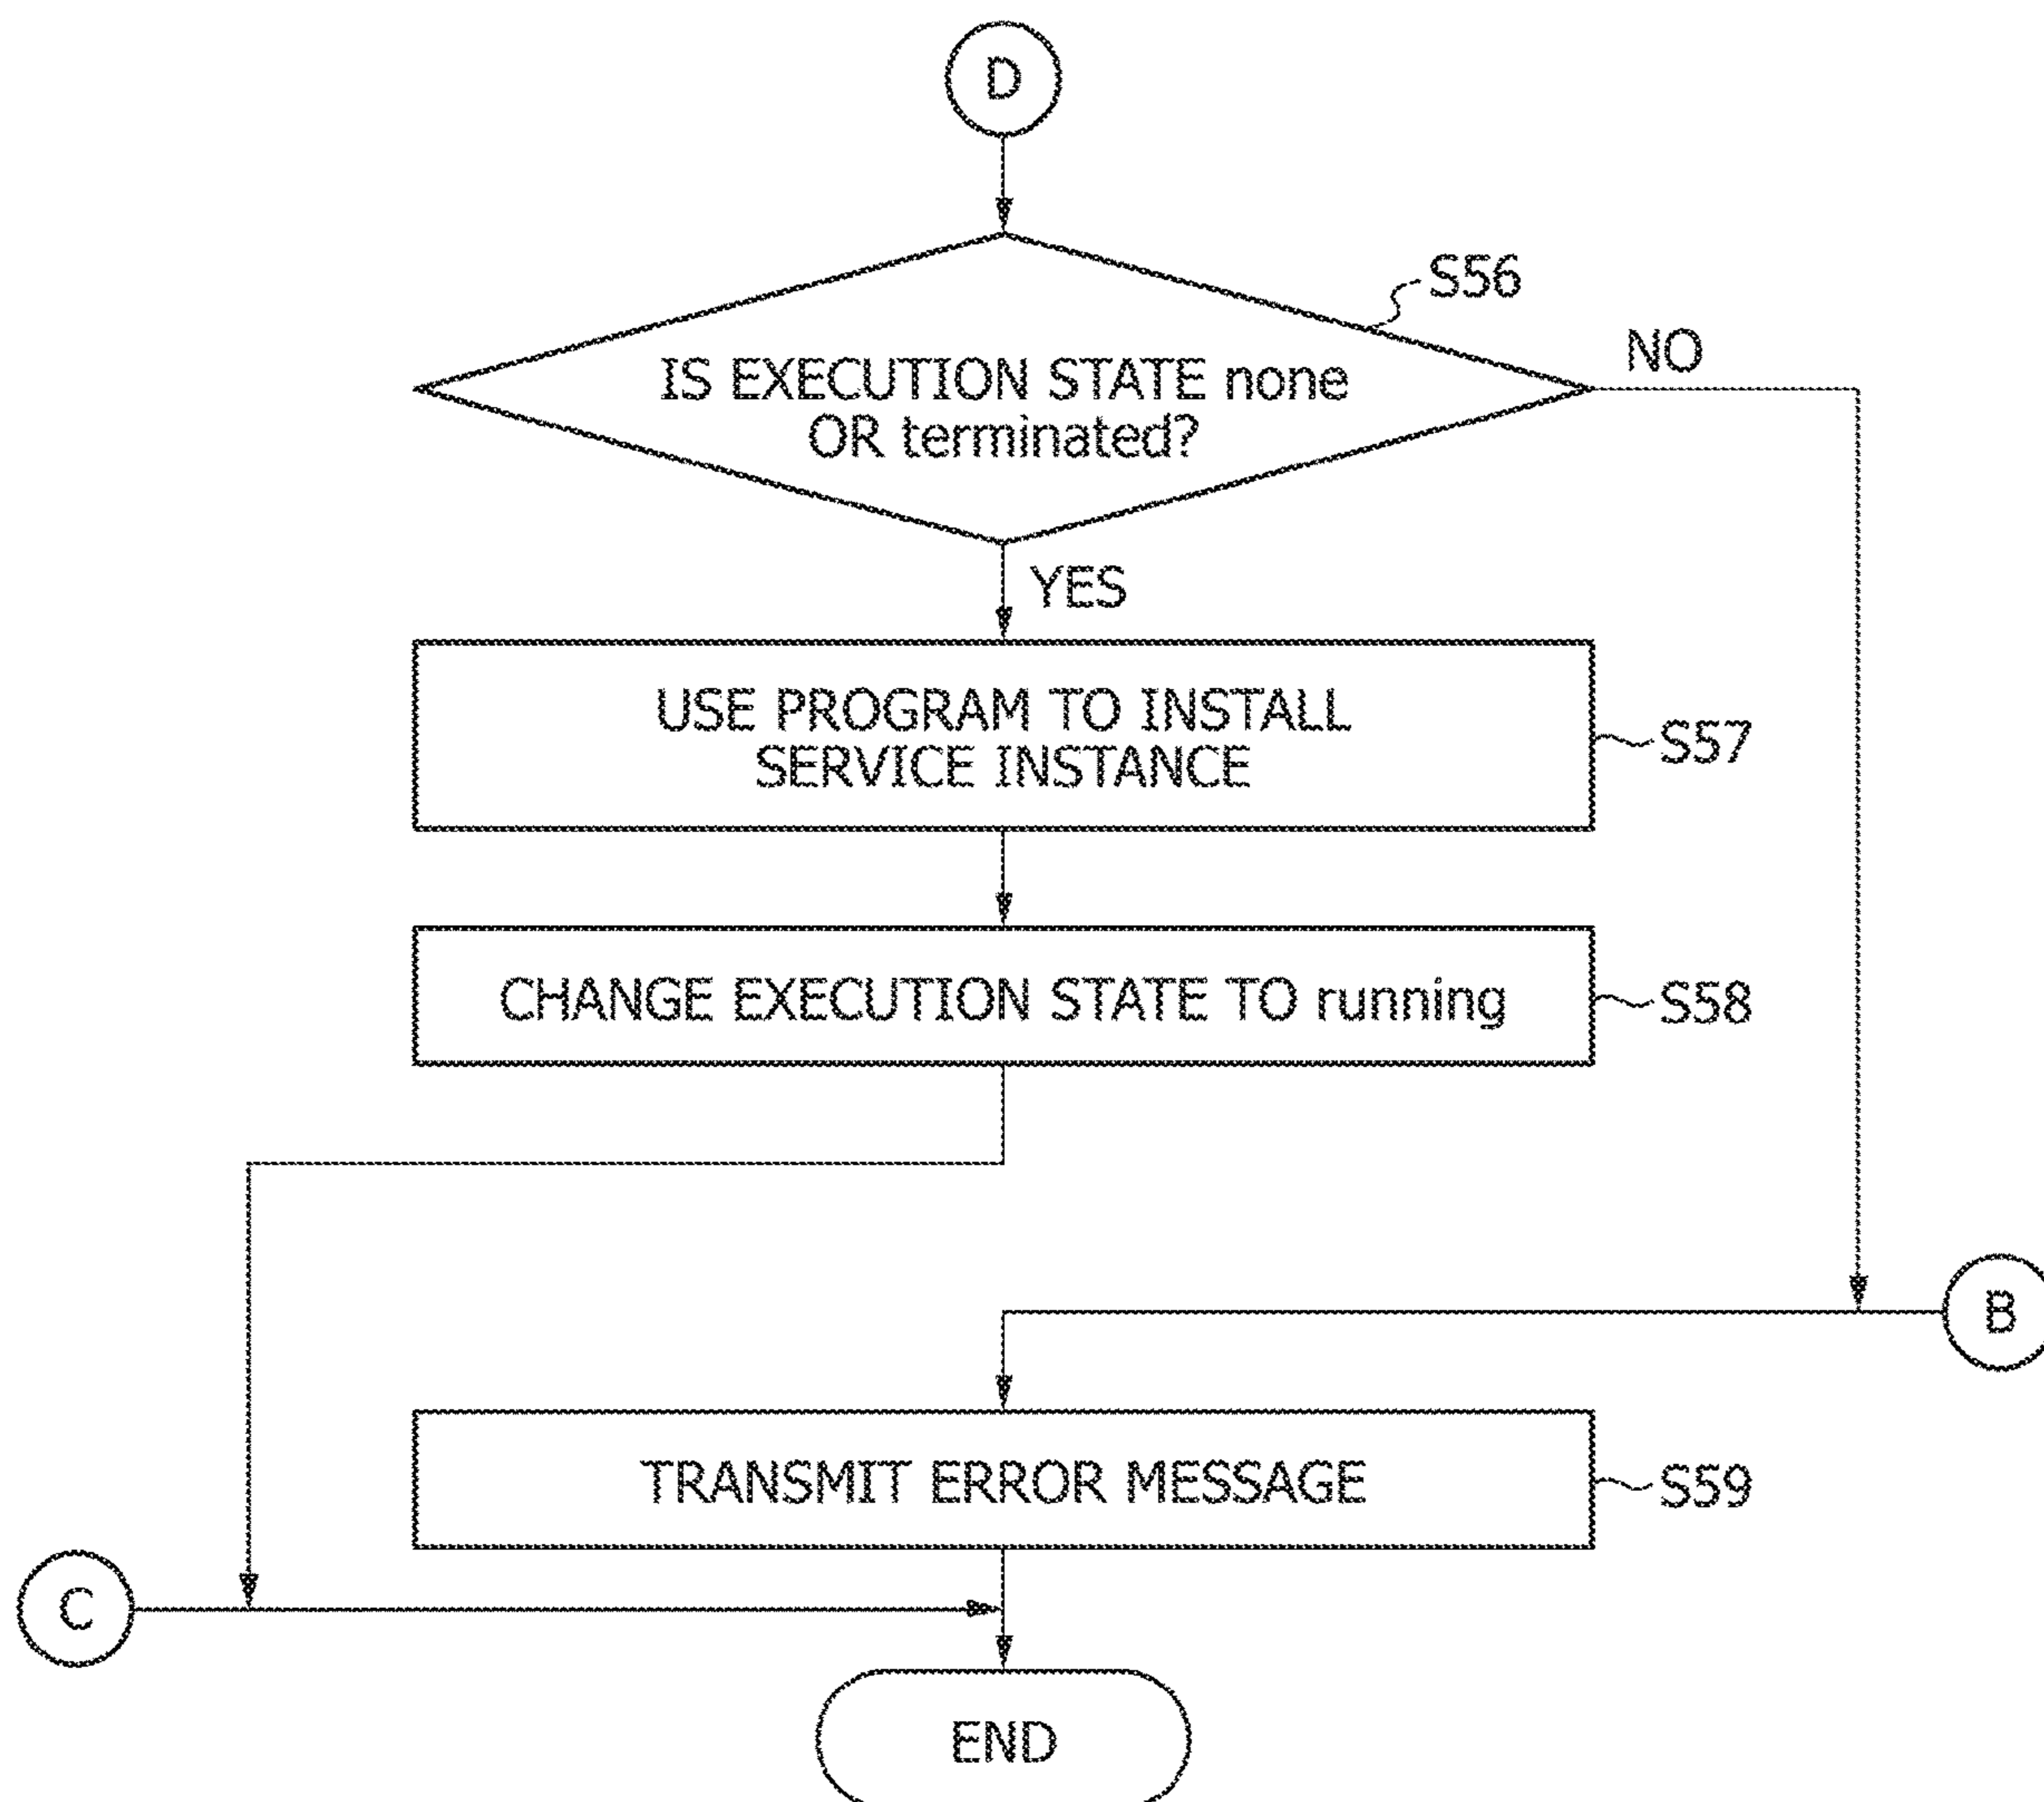 D
S56
NO
IS EXECUTION STATE none
OR terminated?
YES
USE PROGRAM TO INSTALL
SERVICE INSTANCE
S57
CHANGE EXECUTION STATE TO running
S58
B
TRANSMIT ERROR MESSAGE
S59
C
END